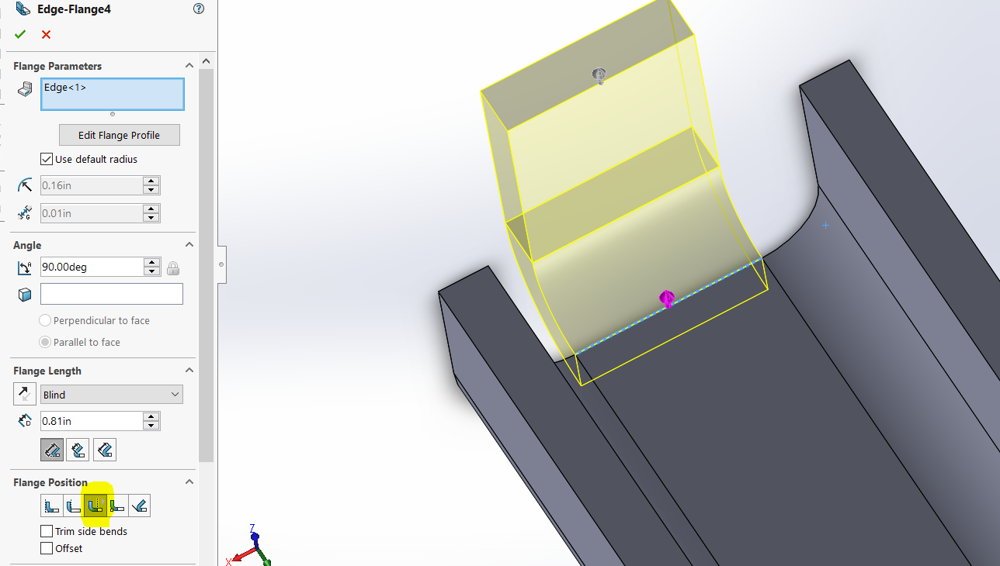 Edge-Flange4
Flange Parameters
Edge<1>
Edit Flange Profile
Use default radius
0.16in
0.01in
Angle
90.00deg
Perpendicular to face
Parallel to face
Flange Length
Blind
0.81in
Flange Position
Trim side bends
Offset
Z
X